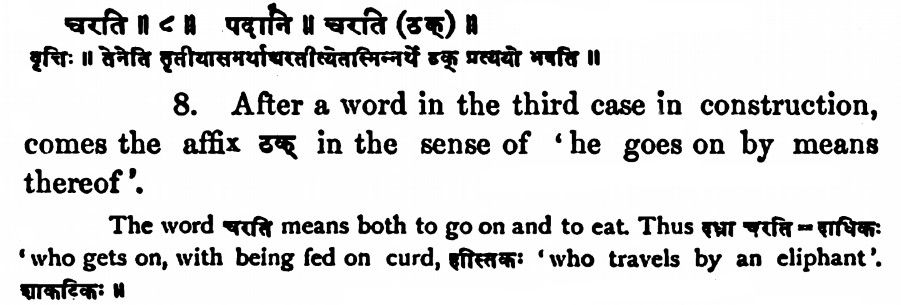 चरति ॥ ८ ॥ पदानि ॥ चरति (ठक्) ॥
वृत्तिः ॥ तेनेति तृतीयासमर्थाच्चरतीत्येतस्मिन्नर्थे ठक् प्रत्ययो भवति ॥
8. After a word in the third case in construction,
comes the affix ठक् in the sense of ‘he goes on by means
thereof’.
The word चरति means both to go on and to eat. Thus दध्ना चरति = दाधिकः
‘who gets on, with being fed on curd, हास्तिकः ‘who travels by an eliphant’.
शाकटिकः ॥